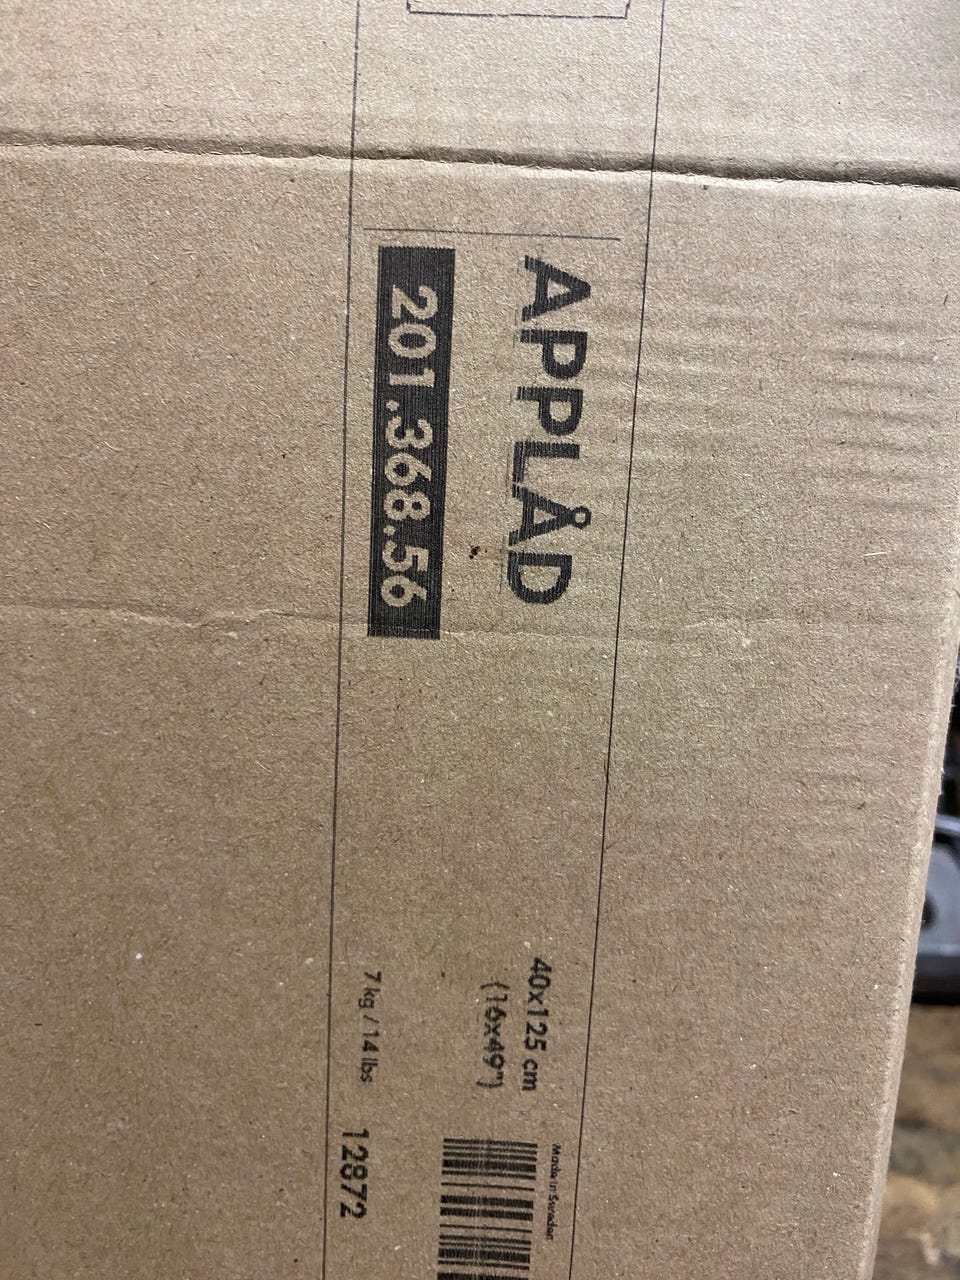 APPLÅD
201.368.56
40x125 cm
(16x49")
7 kg / 14 lbs
Made in Sweden
12872